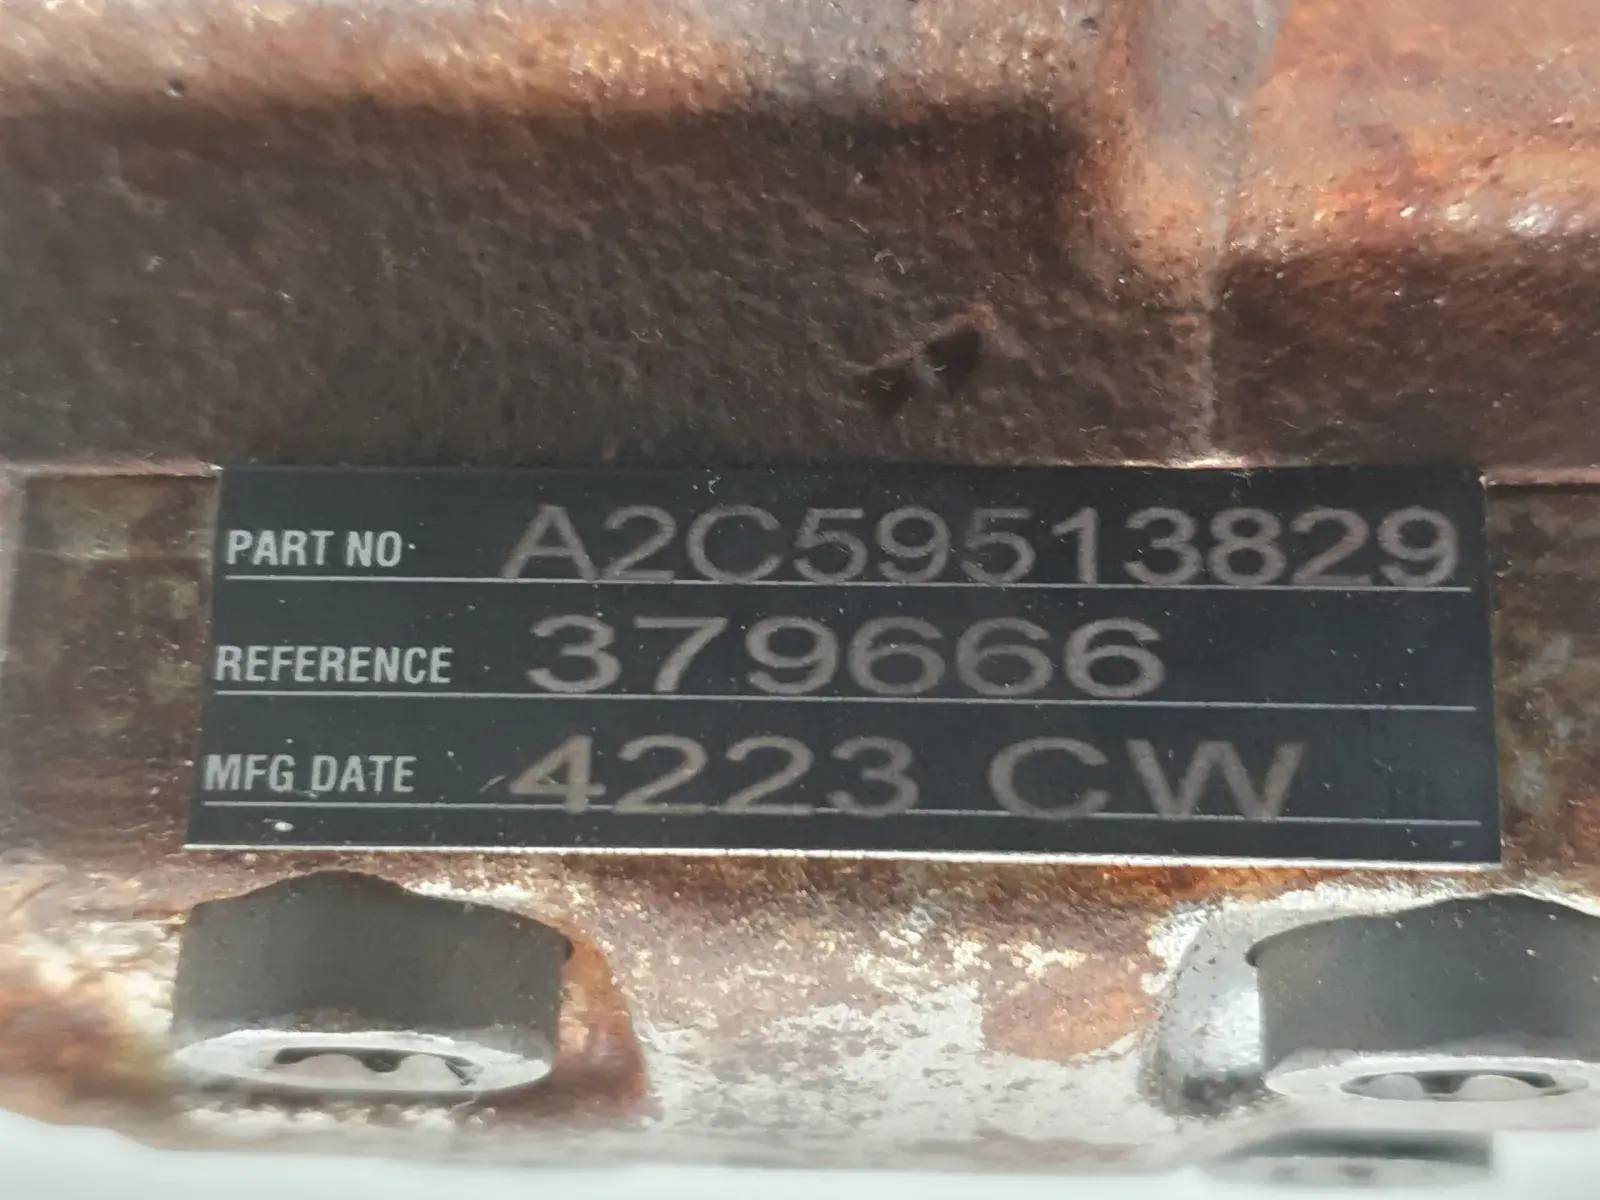 PART NO. A2C59513829
REFERENCE 379666
MFG DATE 4223 CW